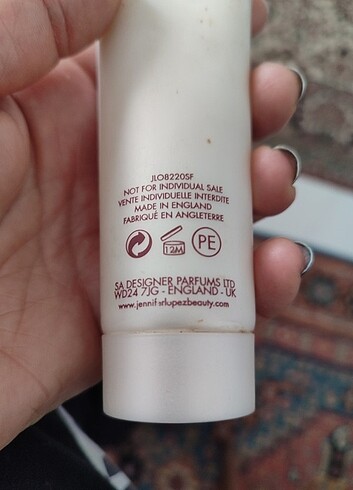 JLO8220SF
NOT FOR INDIVIDUAL SALE
VENTE INDIVIDUELLE INTERDITE
MADE IN ENGLAND
FABRIQUÉ EN ANGLETERRE
12M
PE
SA DESIGNER PARFUMS LTD
WD24 7JG - ENGLAND - UK
www.jenniferlopezbeauty.com